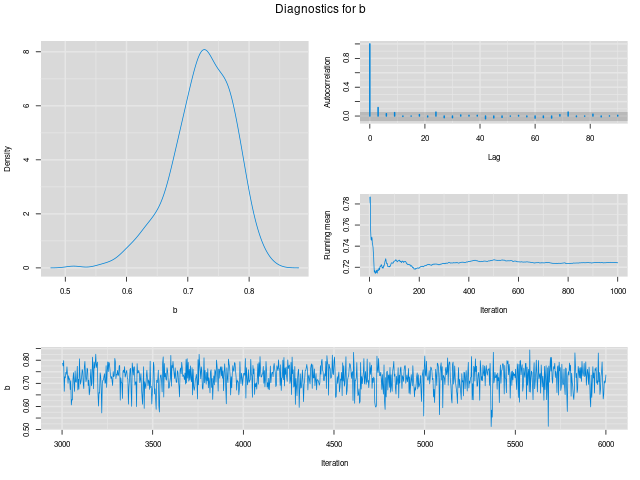 Diagnostics for b
Density
8
6
4
2
0
0.5 0.6 0.7 0.8
b
Autocorrelation
0.8
0.4
0.0
0 20 40 60 80
Lag
Running mean
0.78
0.76
0.74
0.72
0 200 400 600 800 1000
Iteration
b
0.80
0.70
0.60
0.50
3000 3500 4000 4500 5000 5500 6000
Iteration